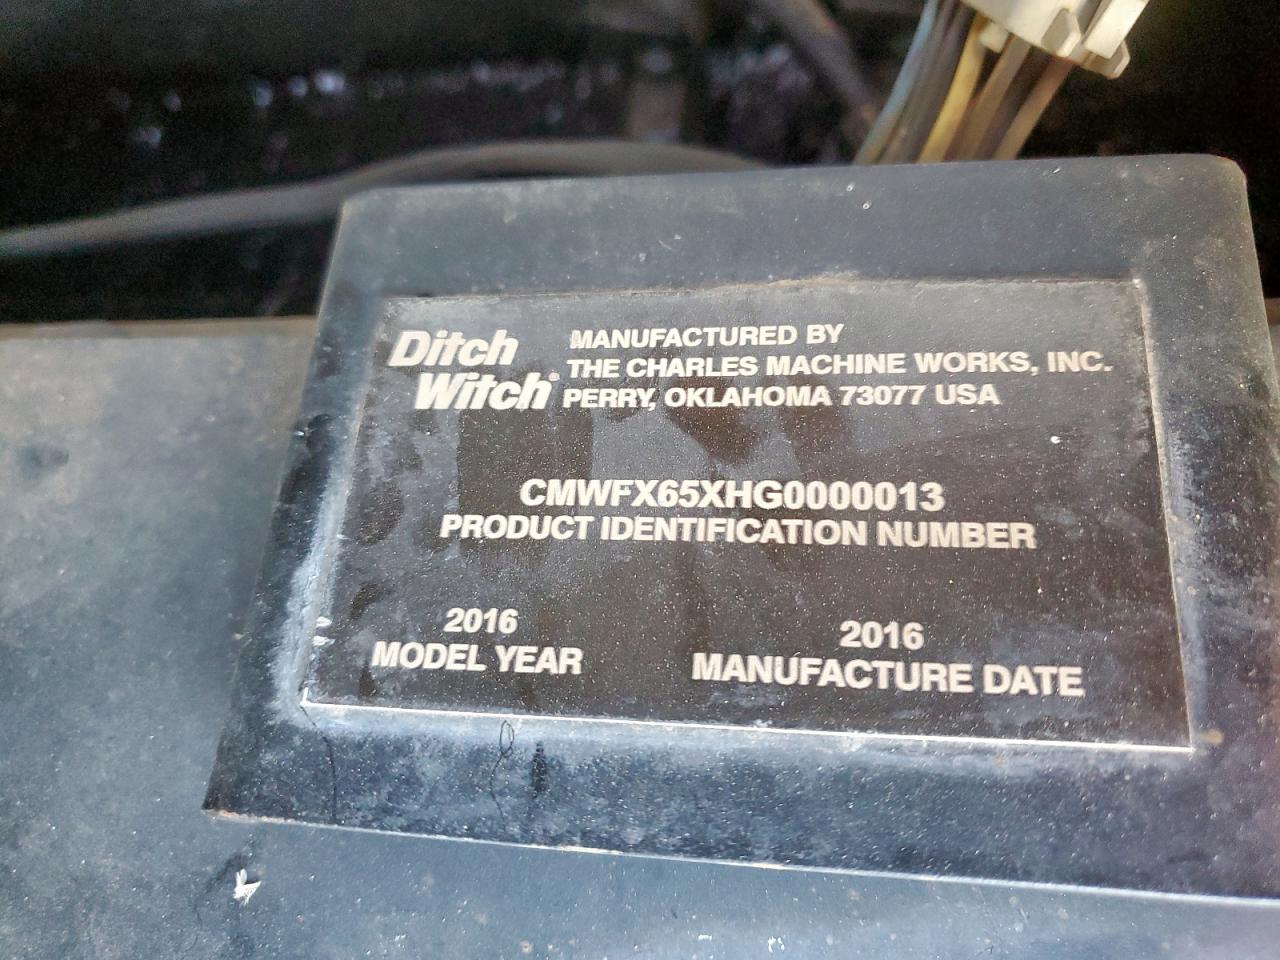 Ditch
Witch®
MANUFACTURED BY
THE CHARLES MACHINE WORKS, INC.
PERRY, OKLAHOMA 73077 USA
CMWFX65XHG0000013
PRODUCT IDENTIFICATION NUMBER
2016
MODEL YEAR
2016
MANUFACTURE DATE